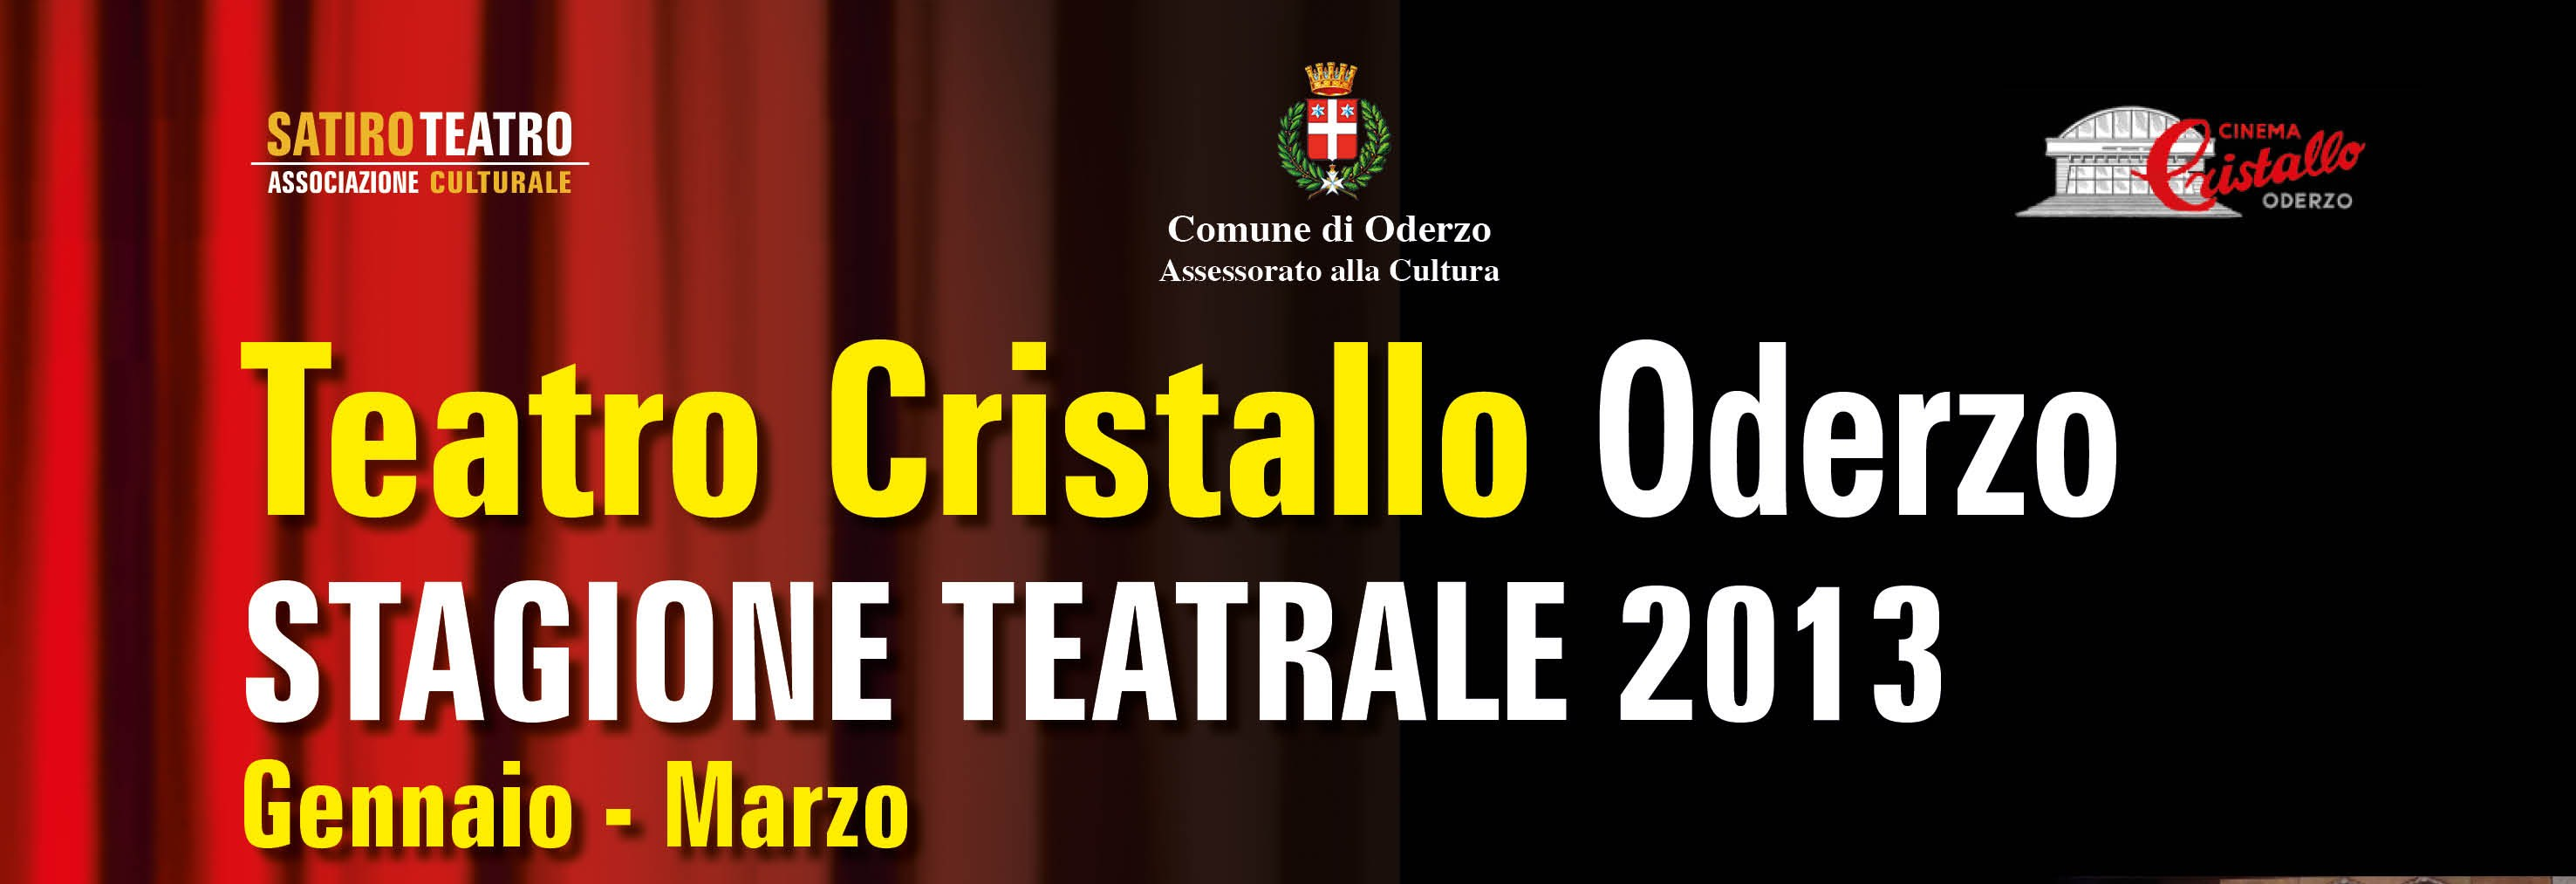 SATIRO TEATRO
ASSOCIAZIONE CULTURALE
Comune di Oderzo
Assessorato alla Cultura
CINEMA
Cristallo
ODERZO
Teatro Cristallo Oderzo
STAGIONE TEATRALE 2013
Gennaio - Marzo